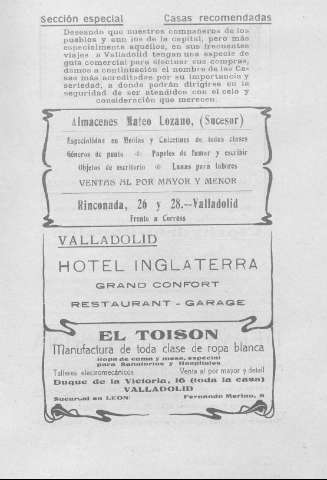 Sección especial Casas recomendadas
Deseando que nuestros compañeros de los
pueblos y aun los de la capital, pero más
especialmente aquéllos, en sus frecuentes
viajes a Valladolid tengan una especie de
guía comercial para efectuar sus compras,
damos a continuación el nombre de las Ca-
sas más acreditadas por su importancia y
seriedad, a donde podrán dirigirse en la
seguridad de ser atendidos con el celo y
consideración que merecen.
Almacenes Mateo Lozano, (Sucesor)
Especialidad en Medias y Calcetines de todas clases
Géneros de punto Papeles de fumar y escribir
Objetos de escritorio Lanas para labores
VENTAS AL POR MAYOR Y MENOR
Rinconada, 26 y 28.--Valladolid
Frente a Correos
VALLADOLID
HOTEL INGLATERRA
GRAND CONFORT
RESTAURANT - GARAGE
EL TOISON
Manufactura de toda clase de ropa blanca
Ropa de cama y mesa, especial
para Sanatorios y Hospitales
Talleres electromecánicos Venta al por mayor y detall
Duque de la Victoria, 16 (toda la casa)
VALLADOLID
Sucursal en LEON: Fernando Merino, 8